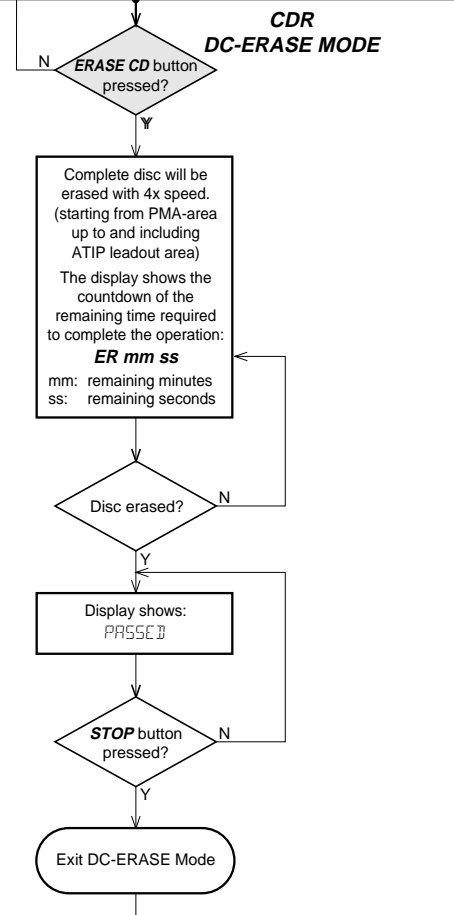 CDR
DC-ERASE MODE
N
ERASE CD button
pressed?
Y
Complete disc will be
erased with 4x speed.
(starting from PMA-area
up to and including
ATIP leadout area)
The display shows the
countdown of the
remaining time required
to complete the operation:
ER mm ss
mm: remaining minutes
ss: remaining seconds
Disc erased?
N
Y
Display shows:
PASSED
STOP button
pressed?
N
Y
Exit DC-ERASE Mode